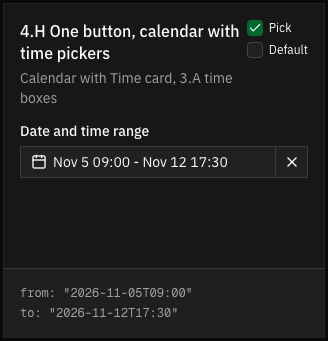 4.H One button, calendar with
time pickers
Pick
Default
Calendar with Time card, 3.A time
boxes
Date and time range
Nov 5 09:00 - Nov 12 17:30
from: "2026-11-05T09:00"
to: "2026-11-12T17:30"